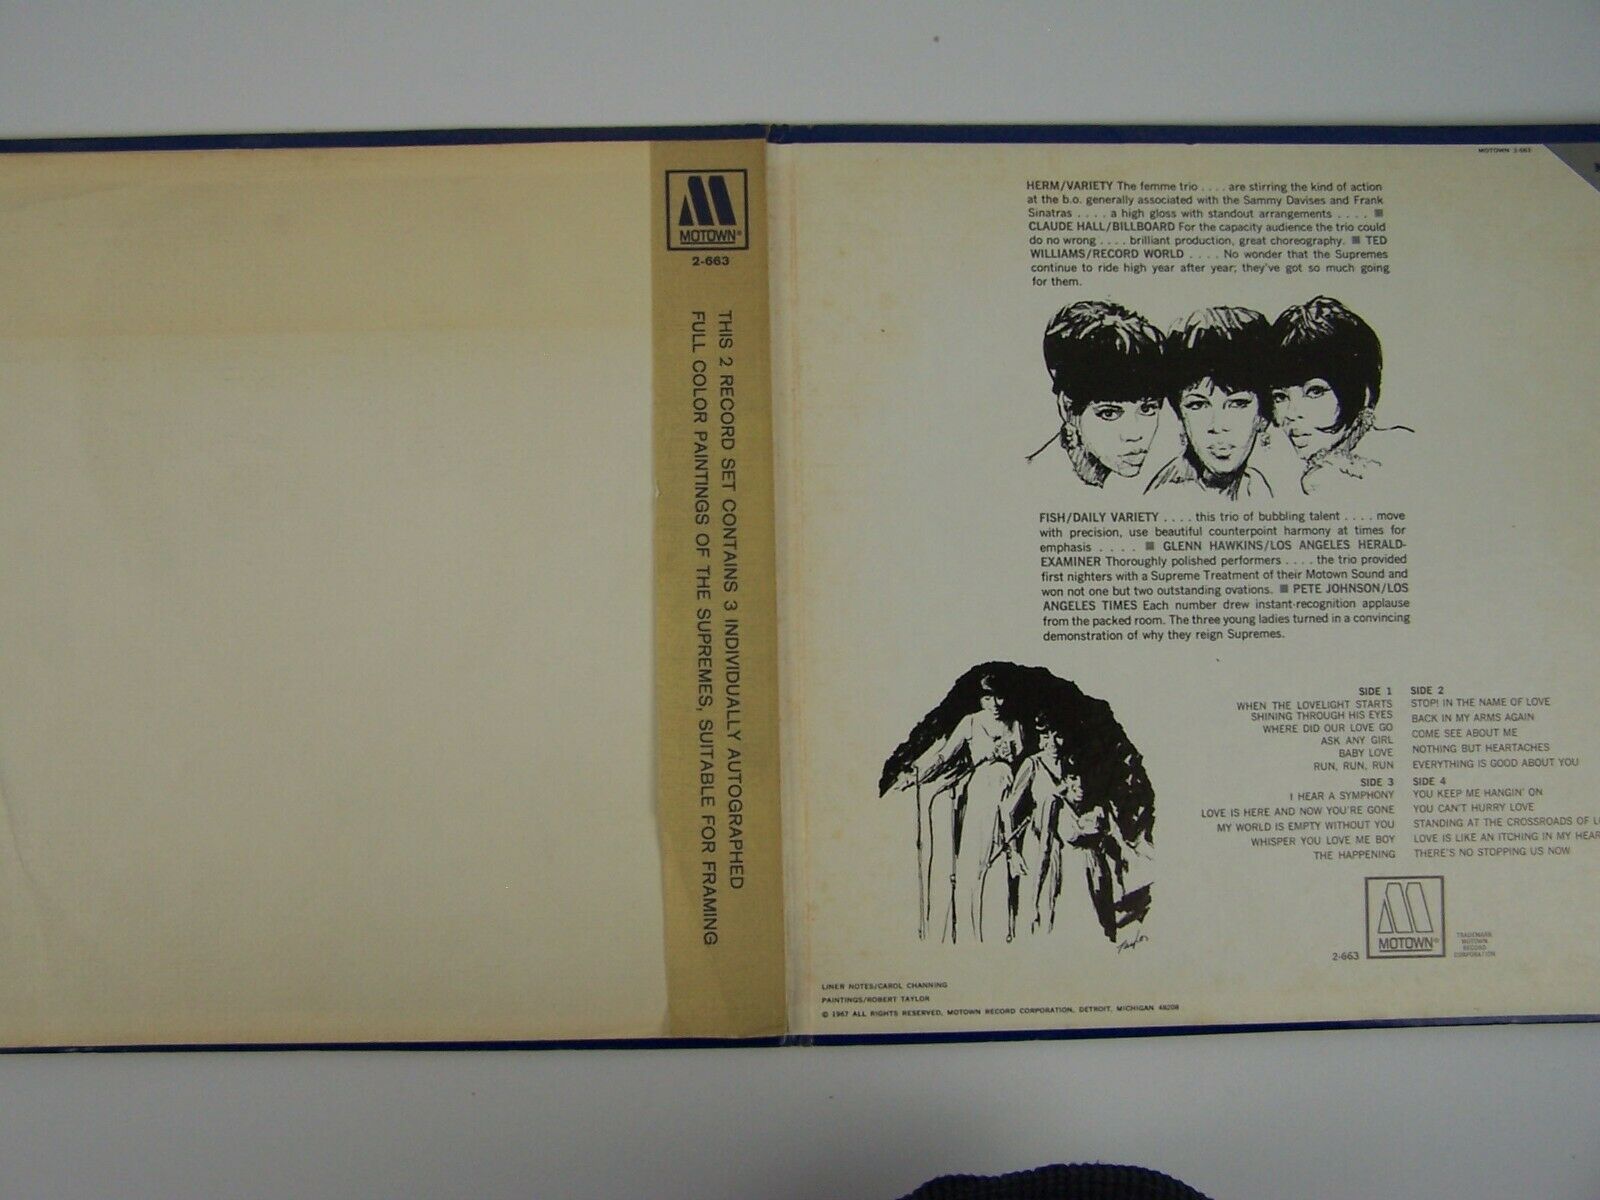 MOTOWN®
2-663
THIS 2 RECORD SET CONTAINS 3 INDIVIDUALLY AUTOGRAPHED
FULL COLOR PAINTINGS OF THE SUPREMES, SUITABLE FOR FRAMING
MOTOWN 2-663
HERM/VARIETY The femme trio . . . . are stirring the kind of action
at the b.o. generally associated with the Sammy Davises and Frank
Sinatras . . . . a high gloss with standout arrangements . . . . ■
CLAUDE HALL/BILLBOARD For the capacity audience the trio could
do no wrong . . . . brilliant production, great choreography. ■ TED
WILLIAMS/RECORD WORLD . . . . No wonder that the Supremes
continue to ride high year after year; they've got so much going
for them.
FISH/DAILY VARIETY . . . . this trio of bubbling talent . . . . move
with precision, use beautiful counterpoint harmony at times for
emphasis . . . . ■ GLENN HAWKINS/LOS ANGELES HERALD-
EXAMINER Thoroughly polished performers . . . . the trio provided
first nighters with a Supreme Treatment of their Motown Sound and
won not one but two outstanding ovations. ■ PETE JOHNSON/LOS
ANGELES TIMES Each number drew instant-recognition applause
from the packed room. The three young ladies turned in a convincing
demonstration of why they reign Supremes.
Taylor
SIDE 1
WHEN THE LOVELIGHT STARTS
SHINING THROUGH HIS EYES
WHERE DID OUR LOVE GO
ASK ANY GIRL
BABY LOVE
RUN, RUN, RUN
SIDE 2
STOP! IN THE NAME OF LOVE
BACK IN MY ARMS AGAIN
COME SEE ABOUT ME
NOTHING BUT HEARTACHES
EVERYTHING IS GOOD ABOUT YOU
SIDE 3
I HEAR A SYMPHONY
LOVE IS HERE AND NOW YOU'RE GONE
MY WORLD IS EMPTY WITHOUT YOU
WHISPER YOU LOVE ME BOY
THE HAPPENING
SIDE 4
YOU KEEP ME HANGIN' ON
YOU CAN'T HURRY LOVE
STANDING AT THE CROSSROADS OF
LOVE IS LIKE AN ITCHING IN MY
THERE'S NO STOPPING US NOW
2-663
MOTOWN®
TRADEMARK
MOTOWN
RECORD
CORPORATION
LINER NOTES/CAROL CHANNING
PAINTINGS/ROBERT TAYLOR
© 1967 ALL RIGHTS RESERVED, MOTOWN RECORD CORPORATION, DETROIT, MICHIGAN 48208